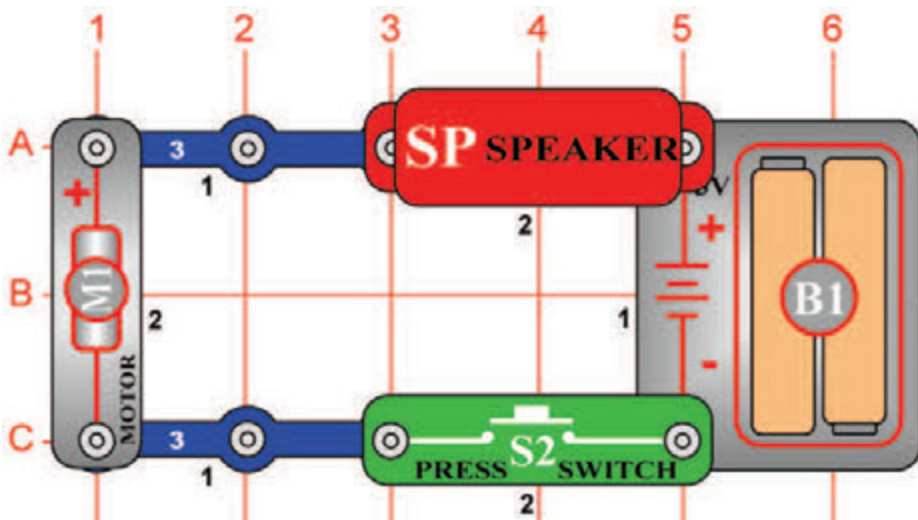 1 2 3 4 5 6
A
3
SP SPEAKER
1
2
3V
+
+
B
M1
2
1
B1
-
MOTOR
C
3
S2
PRESS SWITCH
1
2